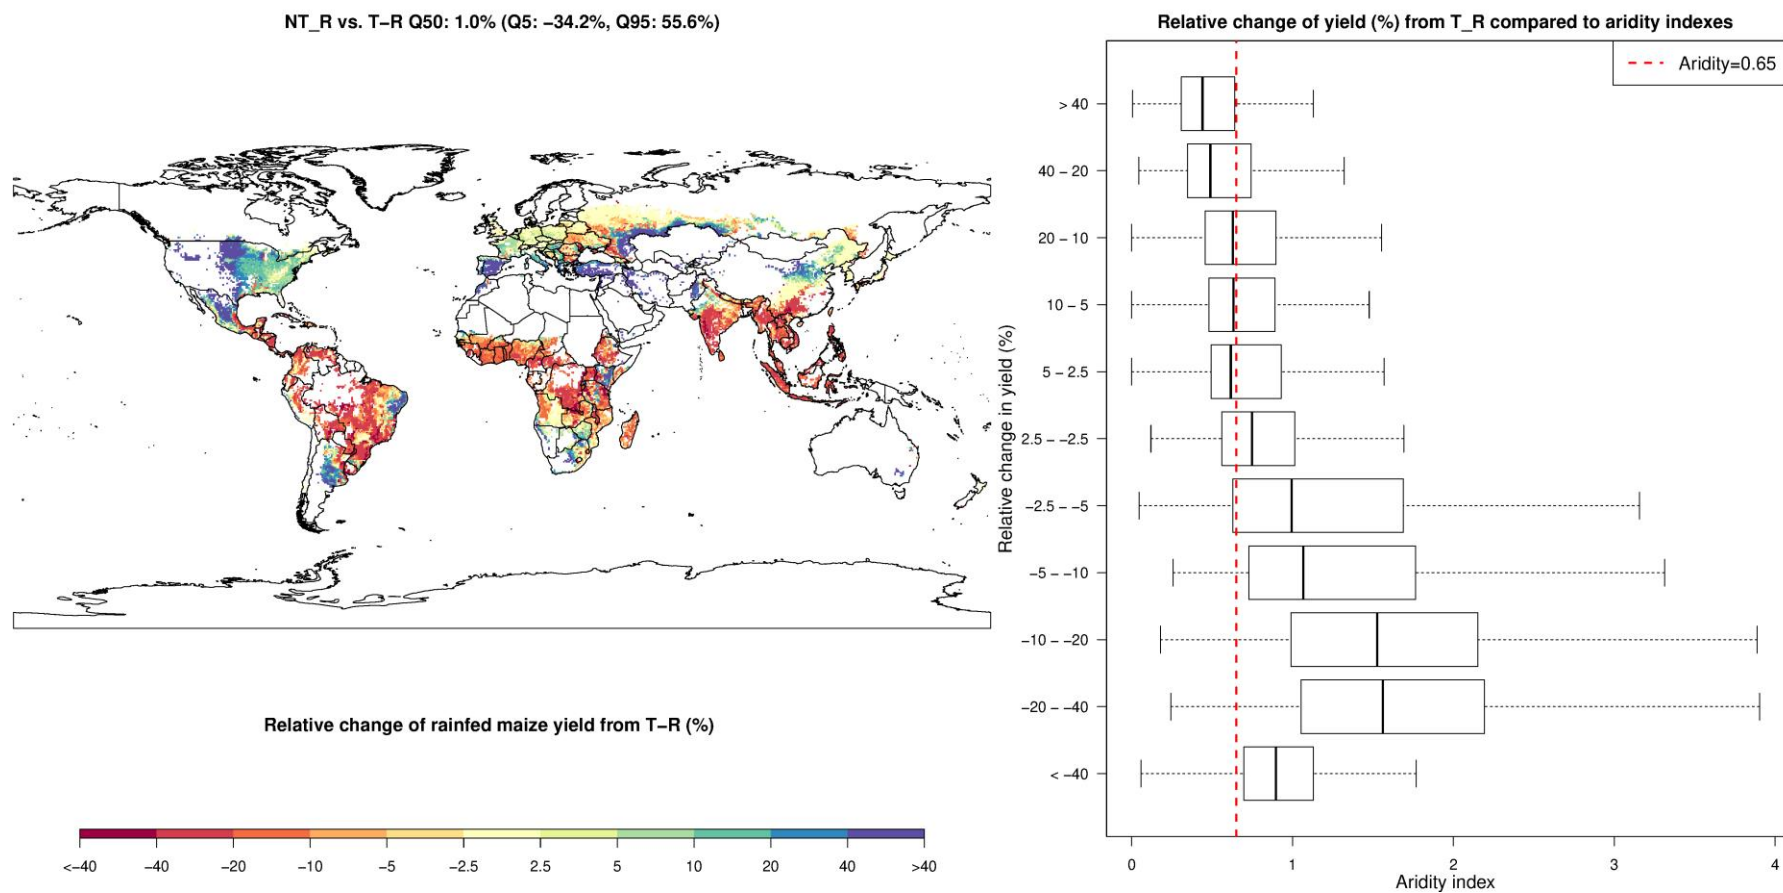 NT_R vs. T−R Q50: 1.0% (Q5: −34.2%, Q95: 55.6%)
Relative change of rainfed maize yield from T−R (%)
<−40 −40 −20 −10 −5 −2.5 2.5 5 10 20 40 >40
Relative change of yield (%) from T_R compared to aridity indexes
Aridity=0.65
Relative change in yield (%)
> 40
40 − 20
20 − 10
10 − 5
5 − 2.5
2.5 − −2.5
−2.5 − −5
−5 − −10
−10 − −20
−20 − −40
< −40
0 1 2 3 4
Aridity index